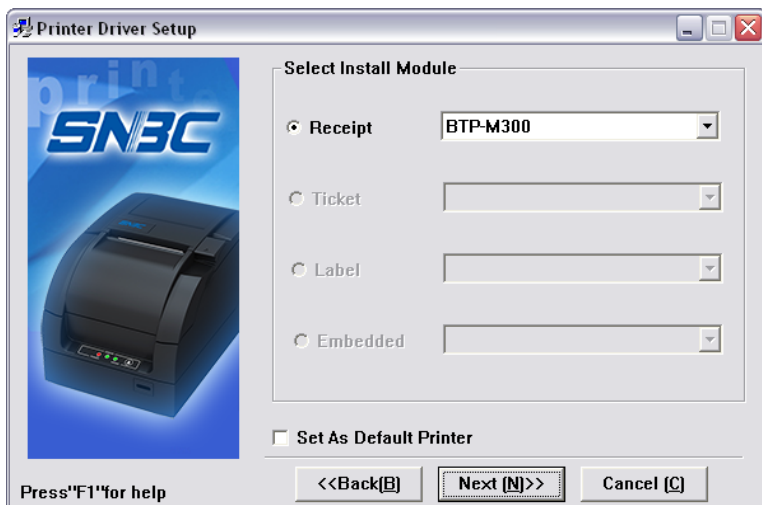 Printer Driver Setup
printe
SNBC
Select Install Module
Receipt
BTP-M300
Ticket
Label
Embedded
Set As Default Printer
Press"F1"for help
<<Back(B)
Next (N)>>
Cancel (C)